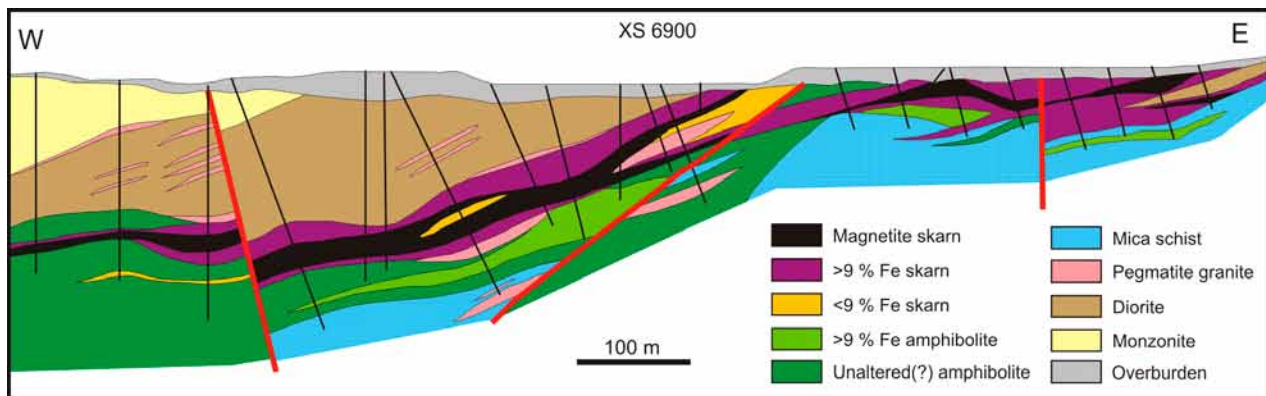 W
XS 6900
E
Magnetite skarn
>9 % Fe skarn
<9 % Fe skarn
>9 % Fe amphibolite
Unaltered(?) amphibolite
Mica schist
Pegmatite granite
Diorite
Monzonite
Overburden
100 m